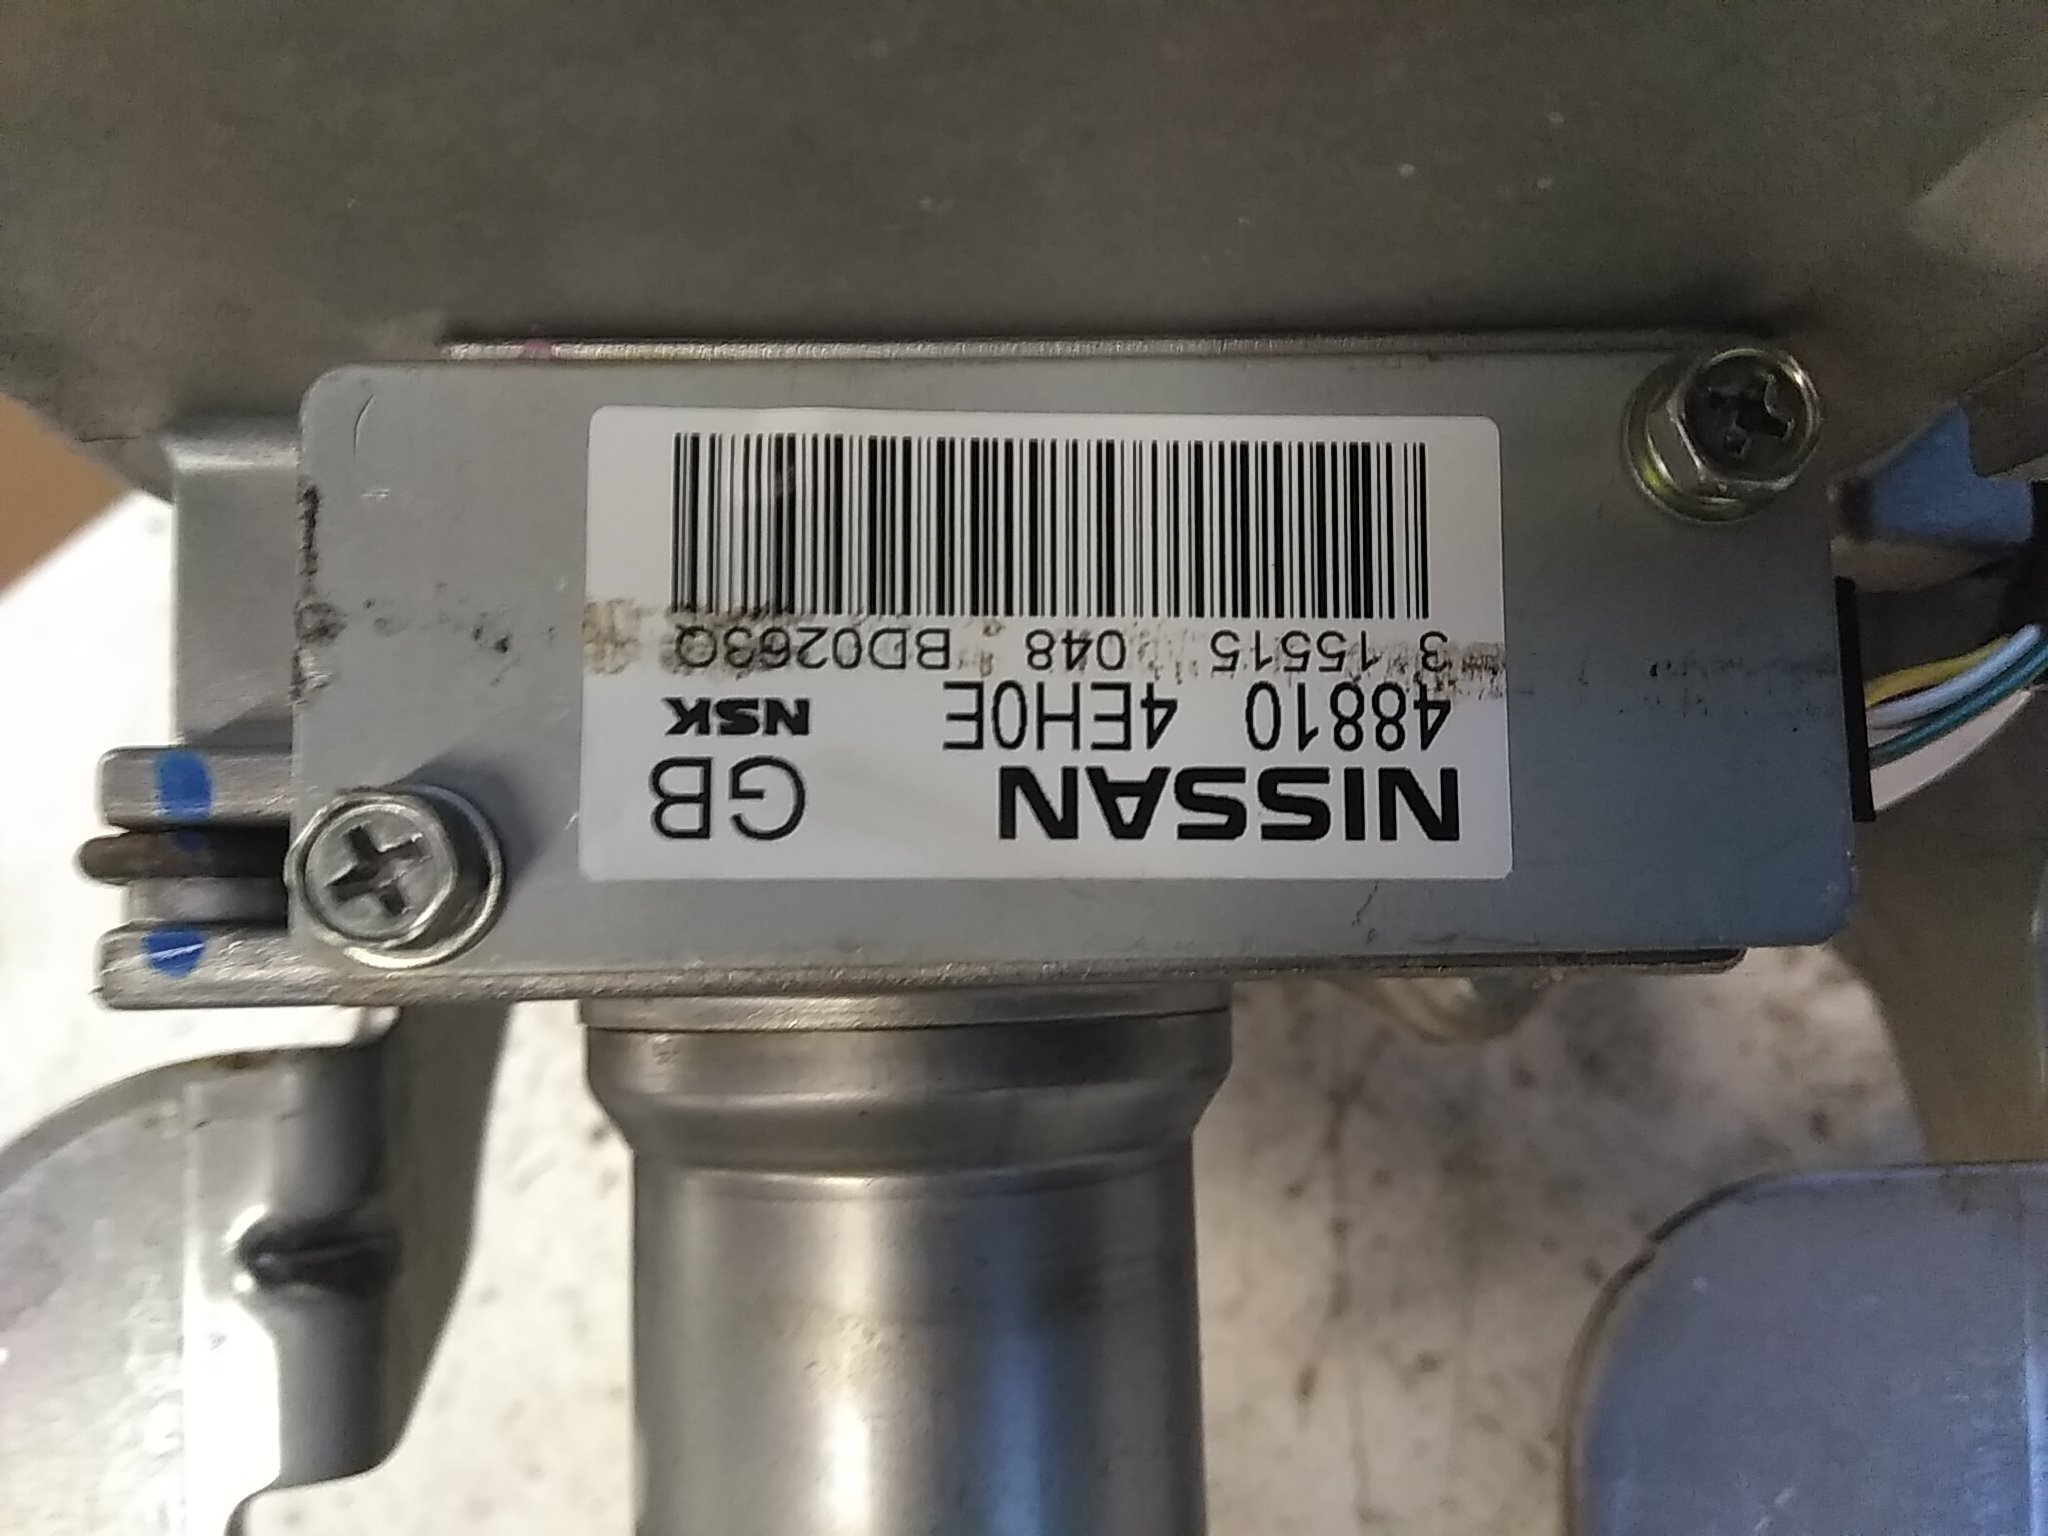 NISSAN GB
48810 4EH0E NSK
3 15515 048 BD0263Q